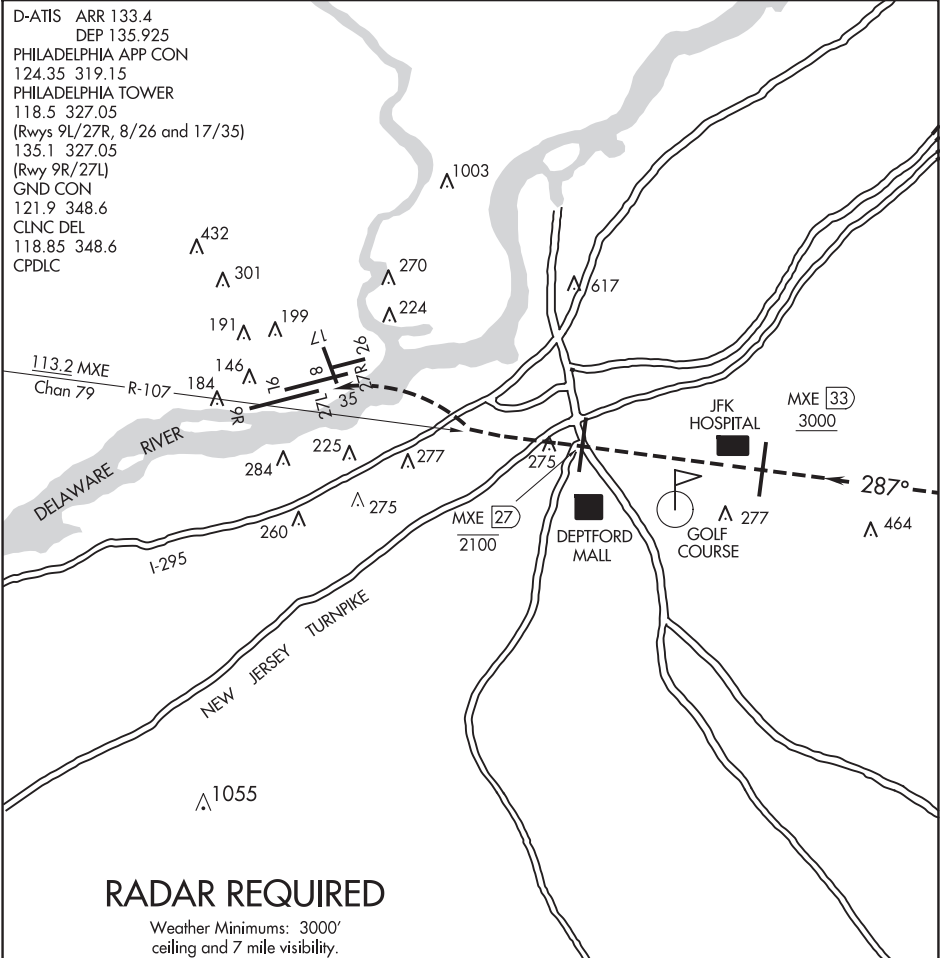 D-ATIS ARR 133.4
DEP 135.925
PHILADELPHIA APP CON
124.35 319.15
PHILADELPHIA TOWER
118.5 327.05
(Rwys 9L/27R, 8/26 and 17/35)
135.1 327.05
(Rwy 9R/27L)
GND CON
121.9 348.6
CLNC DEL
118.85 348.6
CPDLC
1003
432
301
270
617
224
191
199
17
26
146
8
27R
9L
113.2 MXE
Chan 79
R-107
184
9R
27L
35
JFK
HOSPITAL
MXE 33
3000
DELAWARE RIVER
284
225
277
275
287°
275
260
MXE 27
2100
DEPTFORD
MALL
GOLF
COURSE
277
464
I-295
NEW JERSEY TURNPIKE
1055
RADAR REQUIRED
Weather Minimums: 3000'
ceiling and 7 mile visibility.